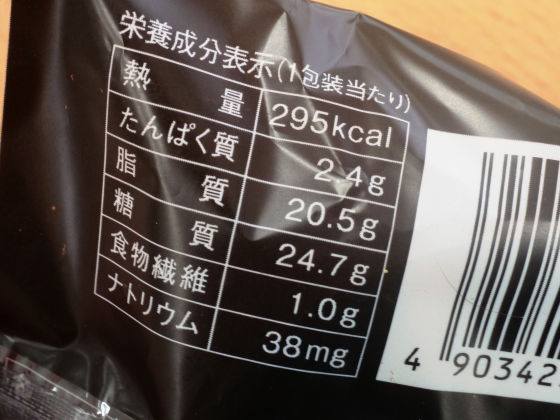 栄養成分表示(1包装当たり)
熱量 295kcal
たんぱく質 2.4g
脂質 20.5g
糖質 24.7g
食物繊維 1.0g
ナトリウム 38mg
4 90342